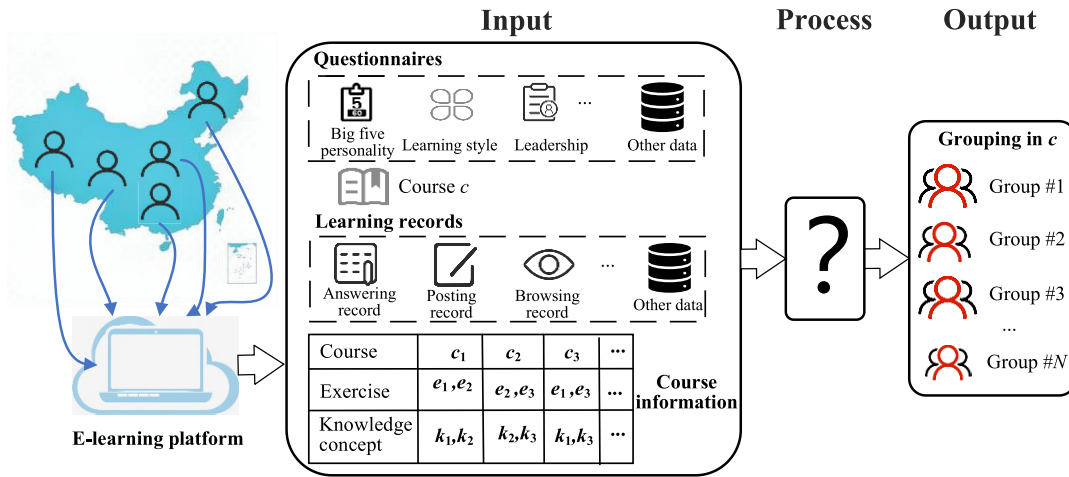 Input
Process
Output
Questionnaires
5
60
Big five
personality
Learning style
Leadership
...
Other data
Course c
Learning records
Answering
record
Posting
record
Browsing
record
...
Other data
Course c1 c2 c3 ...
Exercise e1,e2 e2,e3 e1,e3 ...
Knowledge
concept k1,k2 k2,k3 k1,k3 ...
Course
information
E-learning platform
?
Grouping in c
Group #1
Group #2
Group #3
...
Group #N